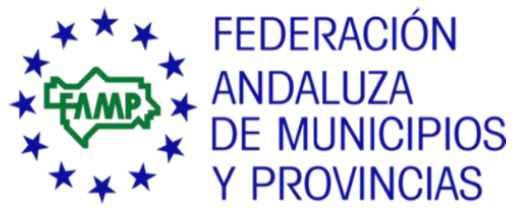 FAMP
FEDERACIÓN
ANDALUZA
DE MUNICIPIOS
Y PROVINCIAS